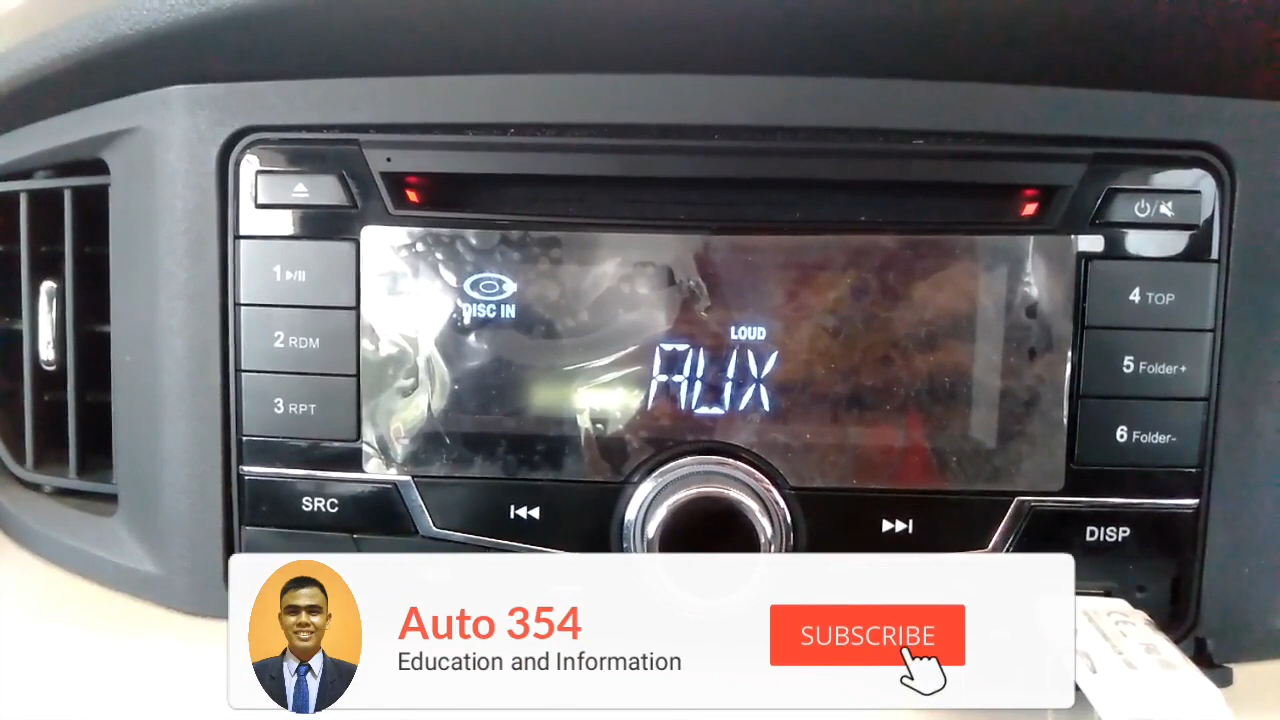 1
2 RDM
3 RPT
4 TOP
5 Folder+
6 Folder-
DISC IN
LOUD
AUX
SRC
DISP
Auto 354
Education and Information
SUBSCRIBE